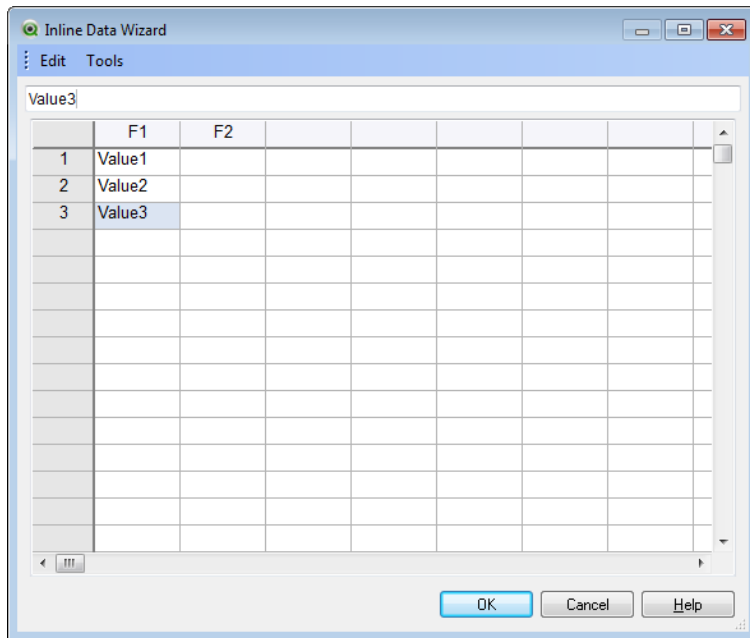 Inline Data Wizard
Edit Tools
Value3
F1 F2
1 Value1
2 Value2
3 Value3
OK Cancel Help